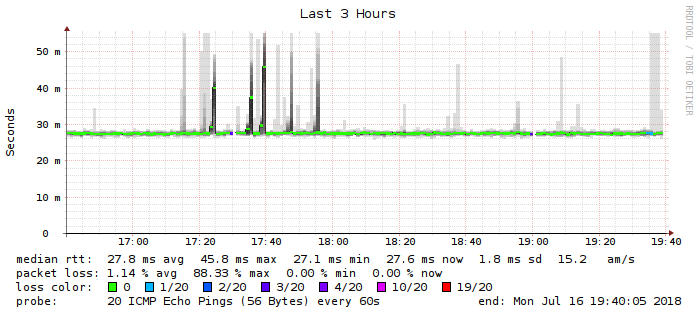 Last 3 Hours
RRDTOOL / TOBI OETIKER
Seconds
50 m
40 m
30 m
20 m
10 m
0
17:00 17:20 17:40 18:00 18:20 18:40 19:00 19:20 19:40
median rtt: 27.8 ms avg 45.8 ms max 27.1 ms min 27.6 ms now 1.8 ms sd 15.2 am/s
packet loss: 1.14 % avg 88.33 % max 0.00 % min 0.00 % now
loss color: 0 1/20 2/20 3/20 4/20 10/20 19/20
probe: 20 ICMP Echo Pings (56 Bytes) every 60s end: Mon Jul 16 19:40:05 2018